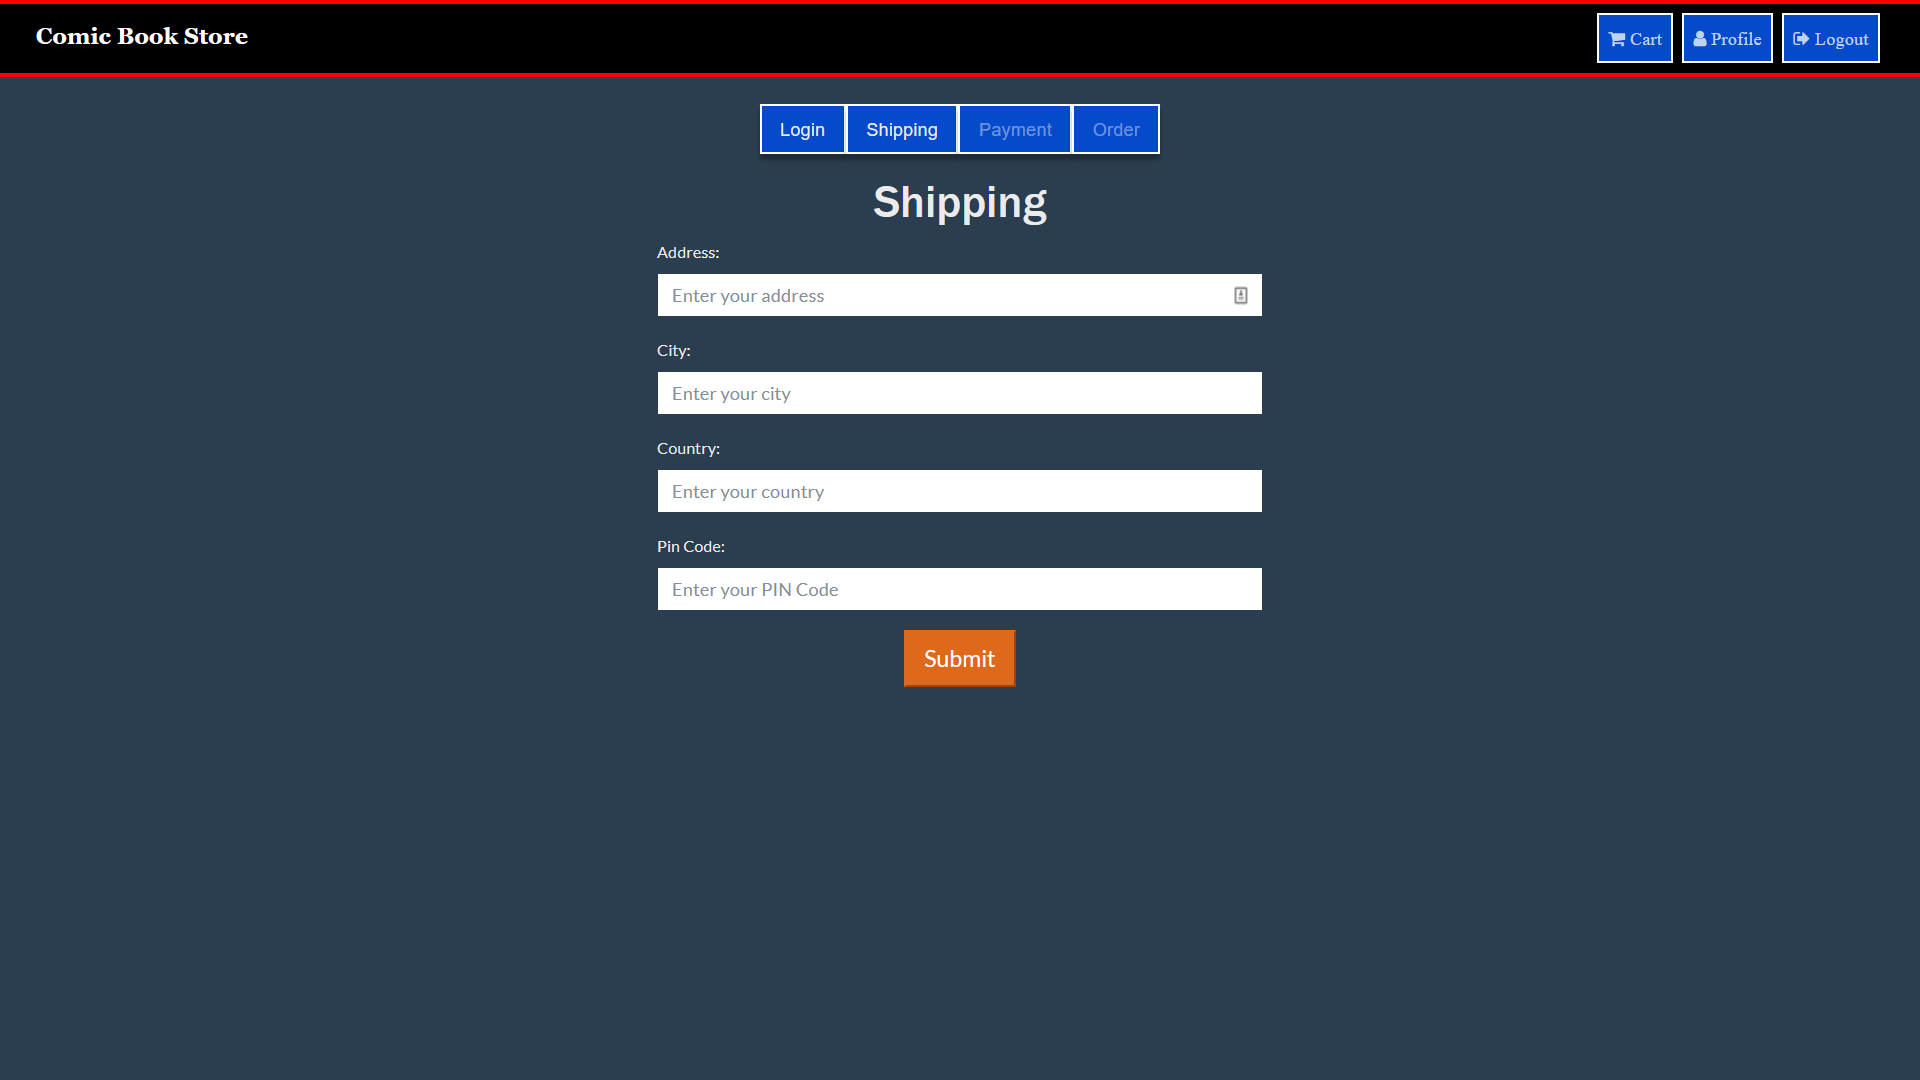 Comic Book Store
Cart Profile Logout
Login Shipping Payment Order
Shipping
Address:
Enter your address
City:
Enter your city
Country:
Enter your country
Pin Code:
Enter your PIN Code
Submit